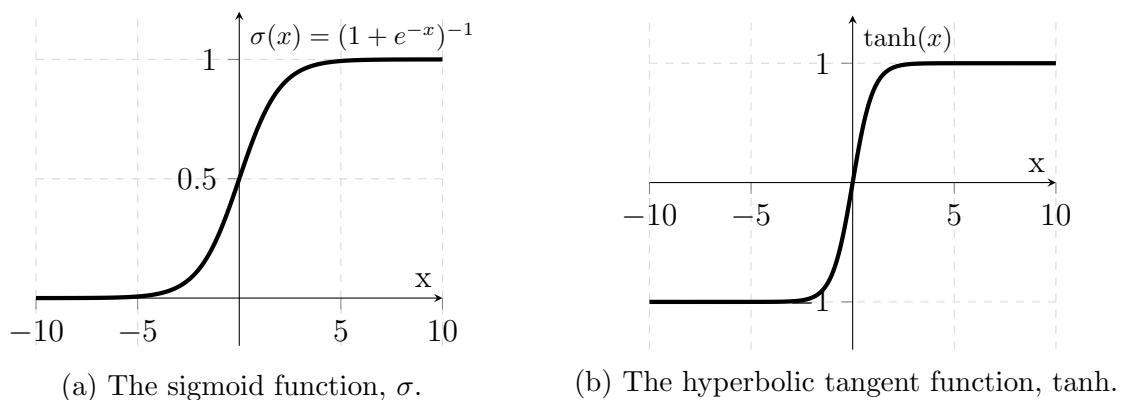 σ(x) = (1 + e^{−x})^{−1}
1
0.5
x
−10
−5
5
10
(a) The sigmoid function, σ.
tanh(x)
1
x
−10
−5
5
10
−1
(b) The hyperbolic tangent function, tanh.